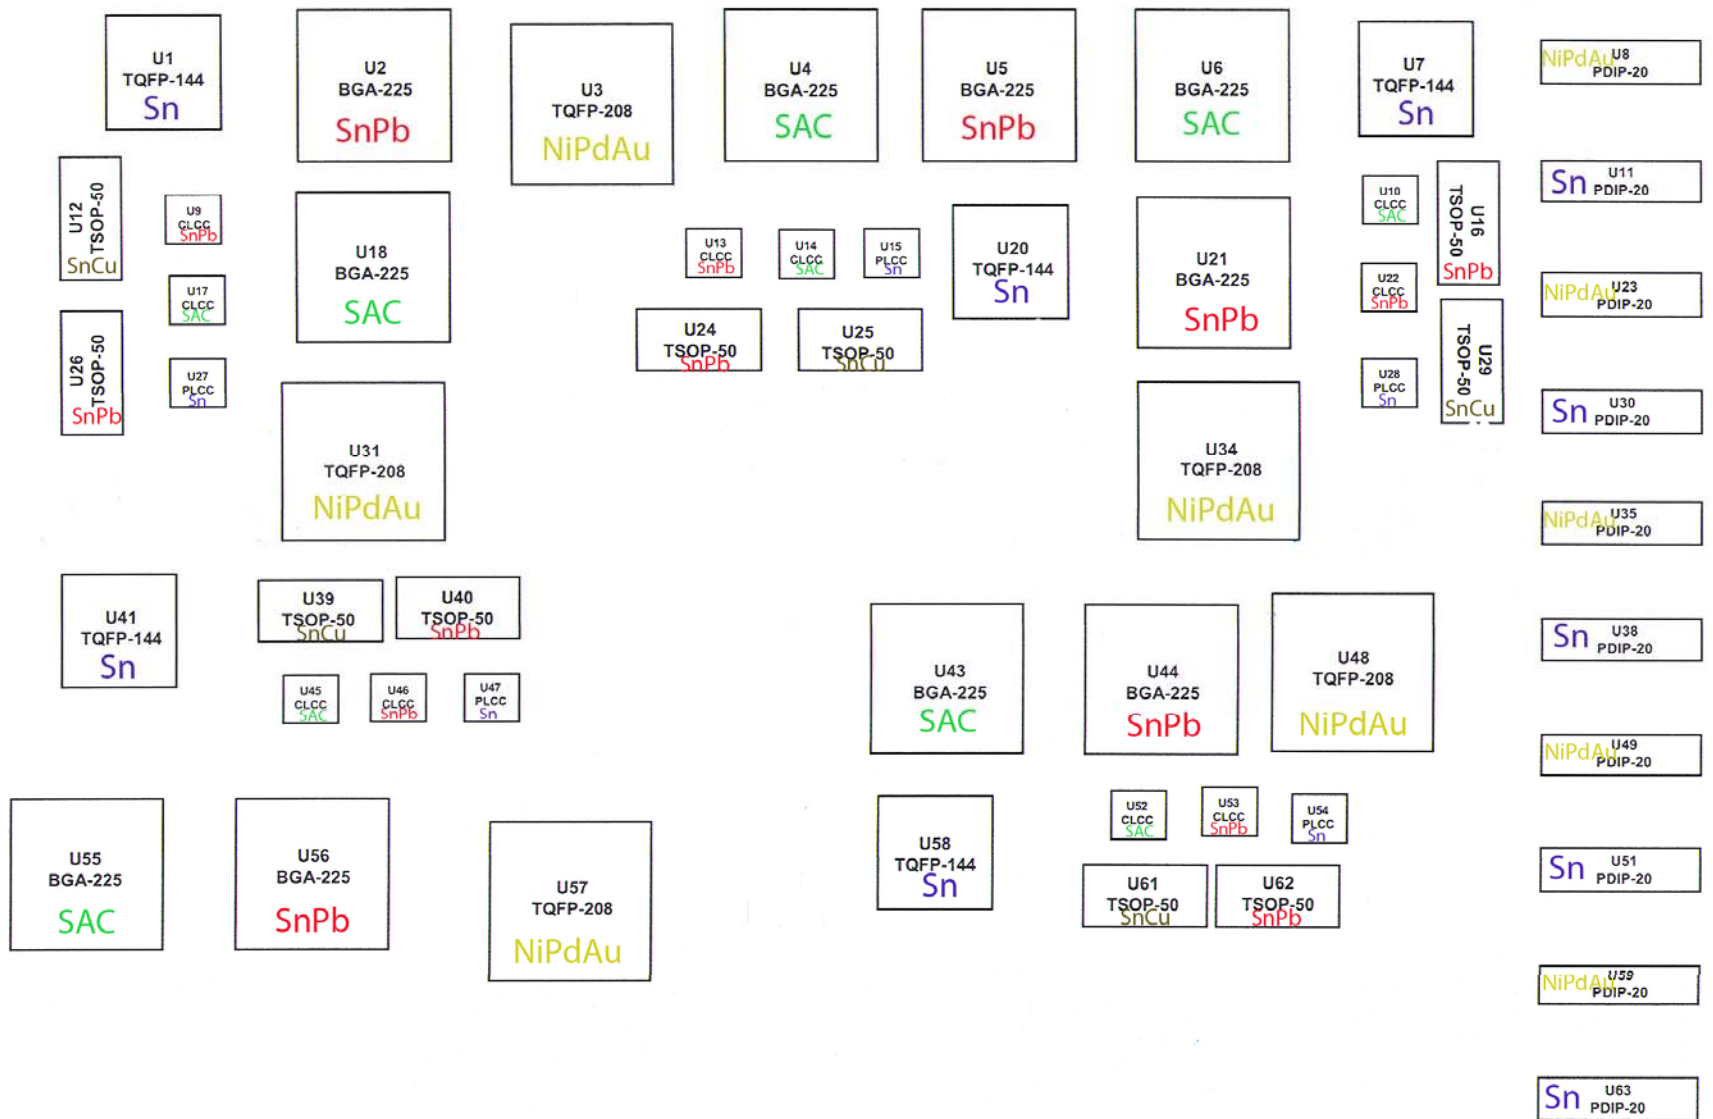 U1
TQFP-144
Sn
U2
BGA-225
SnPb
U3
TQFP-208
NiPdAu
U4
BGA-225
SAC
U5
BGA-225
SnPb
U6
BGA-225
SAC
U7
TQFP-144
Sn
NiPdAu U8
PDIP-20
U12
TSOP-50
SnCu
U9
CLCC
SnPb
U18
BGA-225
SAC
U13
CLCC
SnPb
U14
CLCC
SAC
U15
PLCC
Sn
U20
TQFP-144
Sn
U21
BGA-225
SnPb
U10
CLCC
SAC
U16
TSOP-50
SnPb
Sn U11
PDIP-20
U17
CLCC
SAC
U22
CLCC
SnPb
NiPdAu U23
PDIP-20
U26
TSOP-50
SnPb
U27
PLCC
Sn
U24
TSOP-50
SnPb
U25
TSOP-50
SnCu
U28
PLCC
Sn
U29
TSOP-50
SnCu
Sn U30
PDIP-20
U31
TQFP-208
NiPdAu
U34
TQFP-208
NiPdAu
NiPdAu U35
PDIP-20
U41
TQFP-144
Sn
U39
TSOP-50
SnCu
U40
TSOP-50
SnPb
U43
BGA-225
SAC
U44
BGA-225
SnPb
U48
TQFP-208
NiPdAu
Sn U38
PDIP-20
U45
CLCC
SAC
U46
CLCC
SnPb
U47
PLCC
Sn
NiPdAu U49
PDIP-20
U55
BGA-225
SAC
U56
BGA-225
SnPb
U57
TQFP-208
NiPdAu
U58
TQFP-144
Sn
U52
CLCC
SAC
U53
CLCC
SnPb
U54
PLCC
Sn
Sn U51
PDIP-20
U61
TSOP-50
SnCu
U62
TSOP-50
SnPb
NiPdAu U59
PDIP-20
Sn U63
PDIP-20